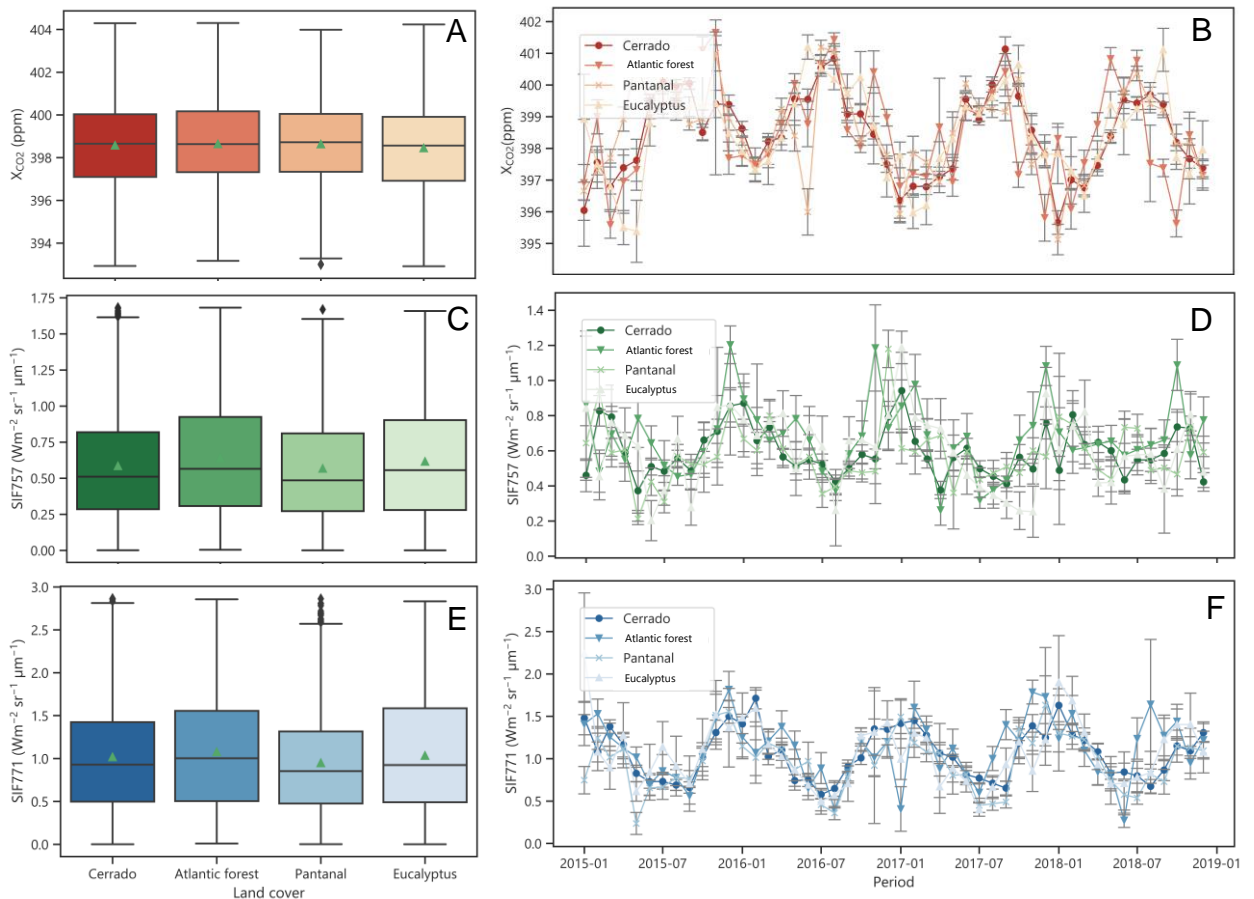 A
404
402
400
398
396
394
X_CO2 (ppm)
B
402
401
400
399
398
397
396
395
X_CO2(ppm)
Cerrado
Atlantic forest
Pantanal
Eucalyptus
C
1.75
1.50
1.25
1.00
0.75
0.50
0.25
0.00
SIF757 (Wm⁻² sr⁻¹ μm⁻¹)
D
1.4
1.2
1.0
0.8
0.6
0.4
0.2
0.0
SIF757 (Wm⁻² sr⁻¹ μm⁻¹)
Cerrado
Atlantic forest
Pantanal
Eucalyptus
E
3.0
2.5
2.0
1.5
1.0
0.5
0.0
SIF771 (Wm⁻² sr⁻¹ μm⁻¹)
Cerrado Atlantic forest Pantanal Eucalyptus
Land cover
F
3.0
2.5
2.0
1.5
1.0
0.5
0.0
SIF771 (Wm⁻² sr⁻¹ μm⁻¹)
Cerrado
Atlantic forest
Pantanal
Eucalyptus
2015-01 2015-07 2016-01 2016-07 2017-01 2017-07 2018-01 2018-07 2019-01
Period